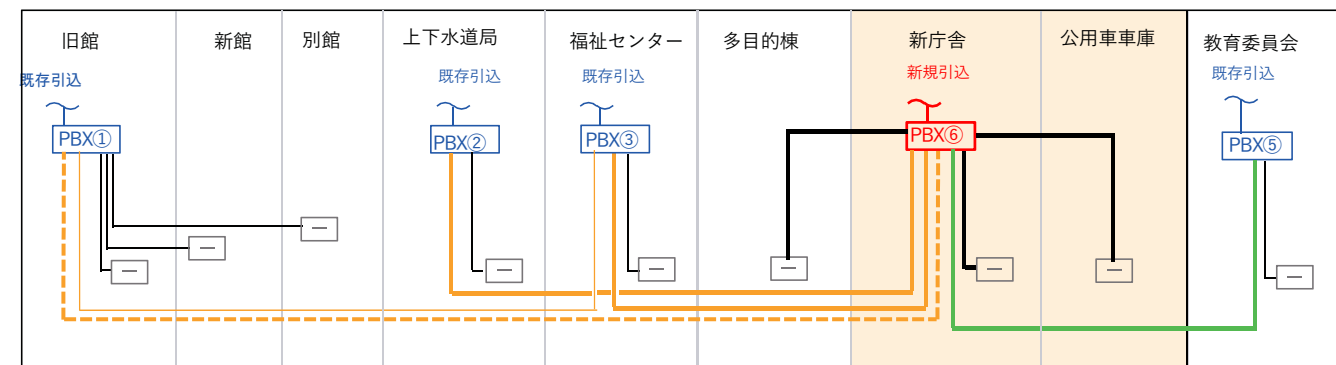 旧館
新館
別館
上下水道局
福祉センター
多目的棟
新庁舎
公用車車庫
教育委員会
既存引込
既存引込
既存引込
新規引込
既存引込
PBX①
PBX②
PBX③
PBX⑥
PBX⑤